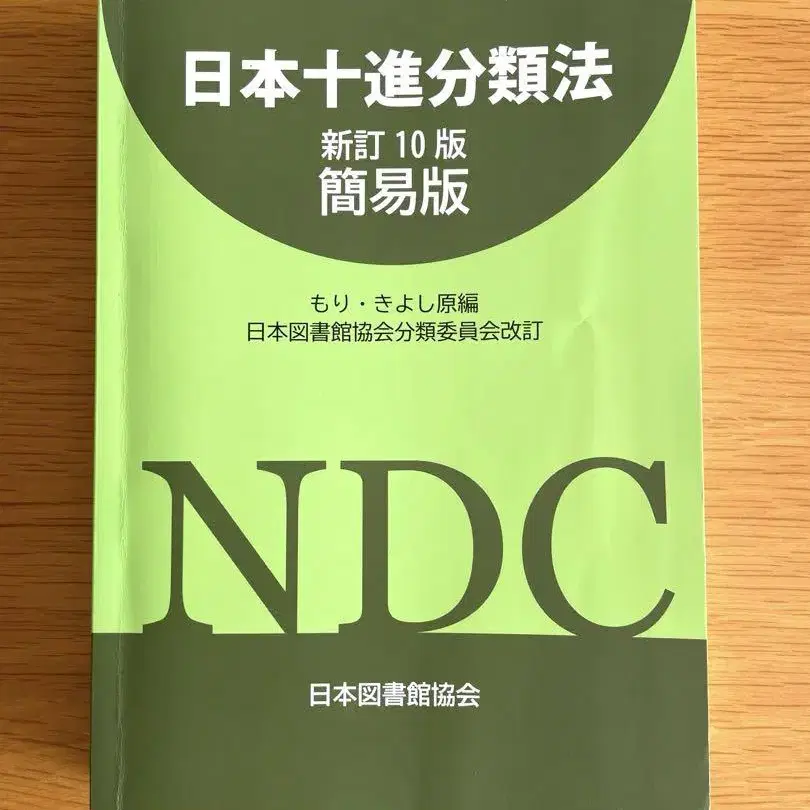 日本十進分類法
新訂 10 版
簡易版
もり・きよし原編
日本図書館協会分類委員会改訂
NDC
日本図書館協会